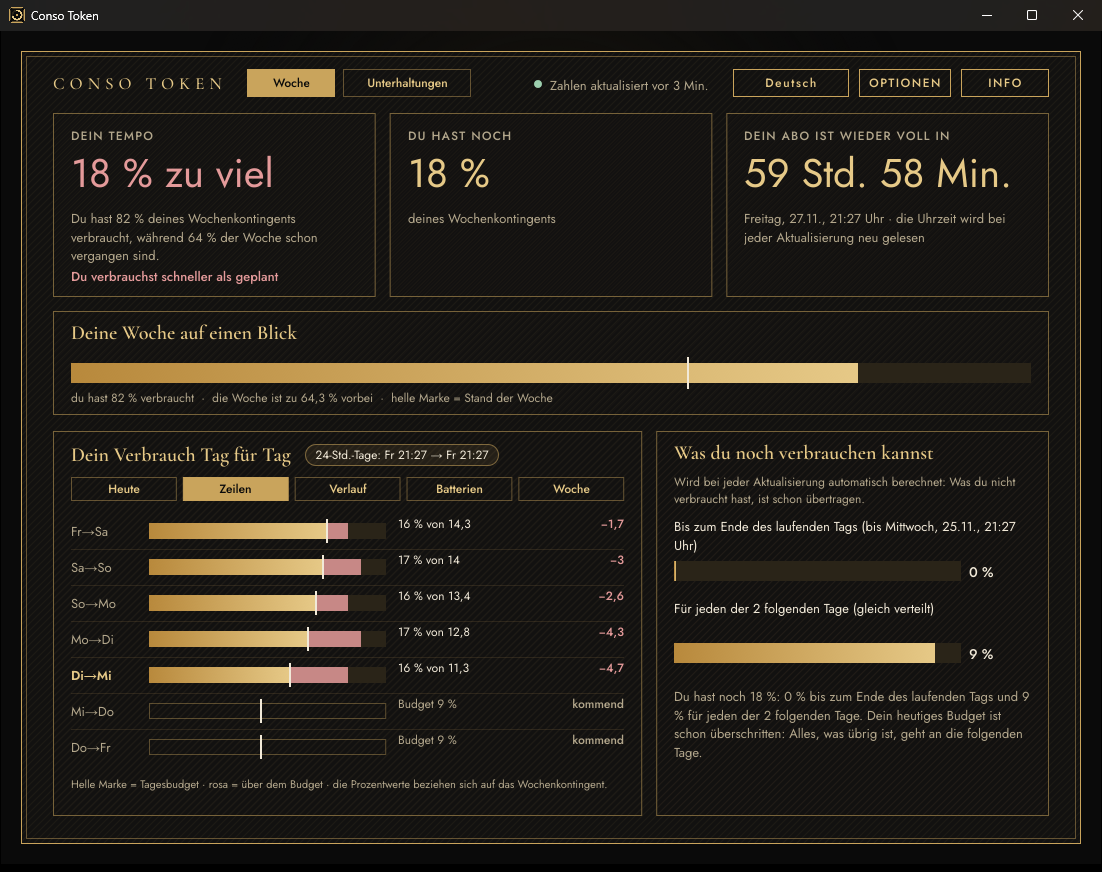 Conso Token
CONSO TOKEN
Woche
Unterhaltungen
Zahlen aktualisiert vor 3 Min.
Deutsch
OPTIONEN
INFO
DEIN TEMPO
18 % zu viel
Du hast 82 % deines Wochenkontingents
verbraucht, während 64 % der Woche schon
vergangen sind.
Du verbrauchst schneller als geplant
DU HAST NOCH
18 %
deines Wochenkontingents
DEIN ABO IST WIEDER VOLL IN
59 Std. 58 Min.
Freitag, 27.11., 21:27 Uhr · die Uhrzeit wird bei
jeder Aktualisierung neu gelesen
Deine Woche auf einen Blick
du hast 82 % verbraucht · die Woche ist zu 64,3 % vorbei · helle Marke = Stand der Woche
Dein Verbrauch Tag für Tag
24-Std.-Tage: Fr 21:27 → Fr 21:27
Heute
Zeilen
Verlauf
Batterien
Woche
Fr→Sa
16 % von 14,3
−1,7
Sa→So
17 % von 14
−3
So→Mo
16 % von 13,4
−2,6
Mo→Di
17 % von 12,8
−4,3
Di→Mi
16 % von 11,3
−4,7
Mi→Do
Budget 9 %
kommend
Do→Fr
Budget 9 %
kommend
Helle Marke = Tagesbudget · rosa = über dem Budget · die Prozentwerte beziehen sich auf das Wochenkontingent.
Was du noch verbrauchen kannst
Wird bei jeder Aktualisierung automatisch berechnet: Was du nicht
verbraucht hast, ist schon übertragen.
Bis zum Ende des laufenden Tags (bis Mittwoch, 25.11., 21:27
Uhr)
0 %
Für jeden der 2 folgenden Tage (gleich verteilt)
9 %
Du hast noch 18 %: 0 % bis zum Ende des laufenden Tags und 9
% für jeden der 2 folgenden Tage. Dein heutiges Budget ist
schon überschritten: Alles, was übrig ist, geht an die folgenden
Tage.